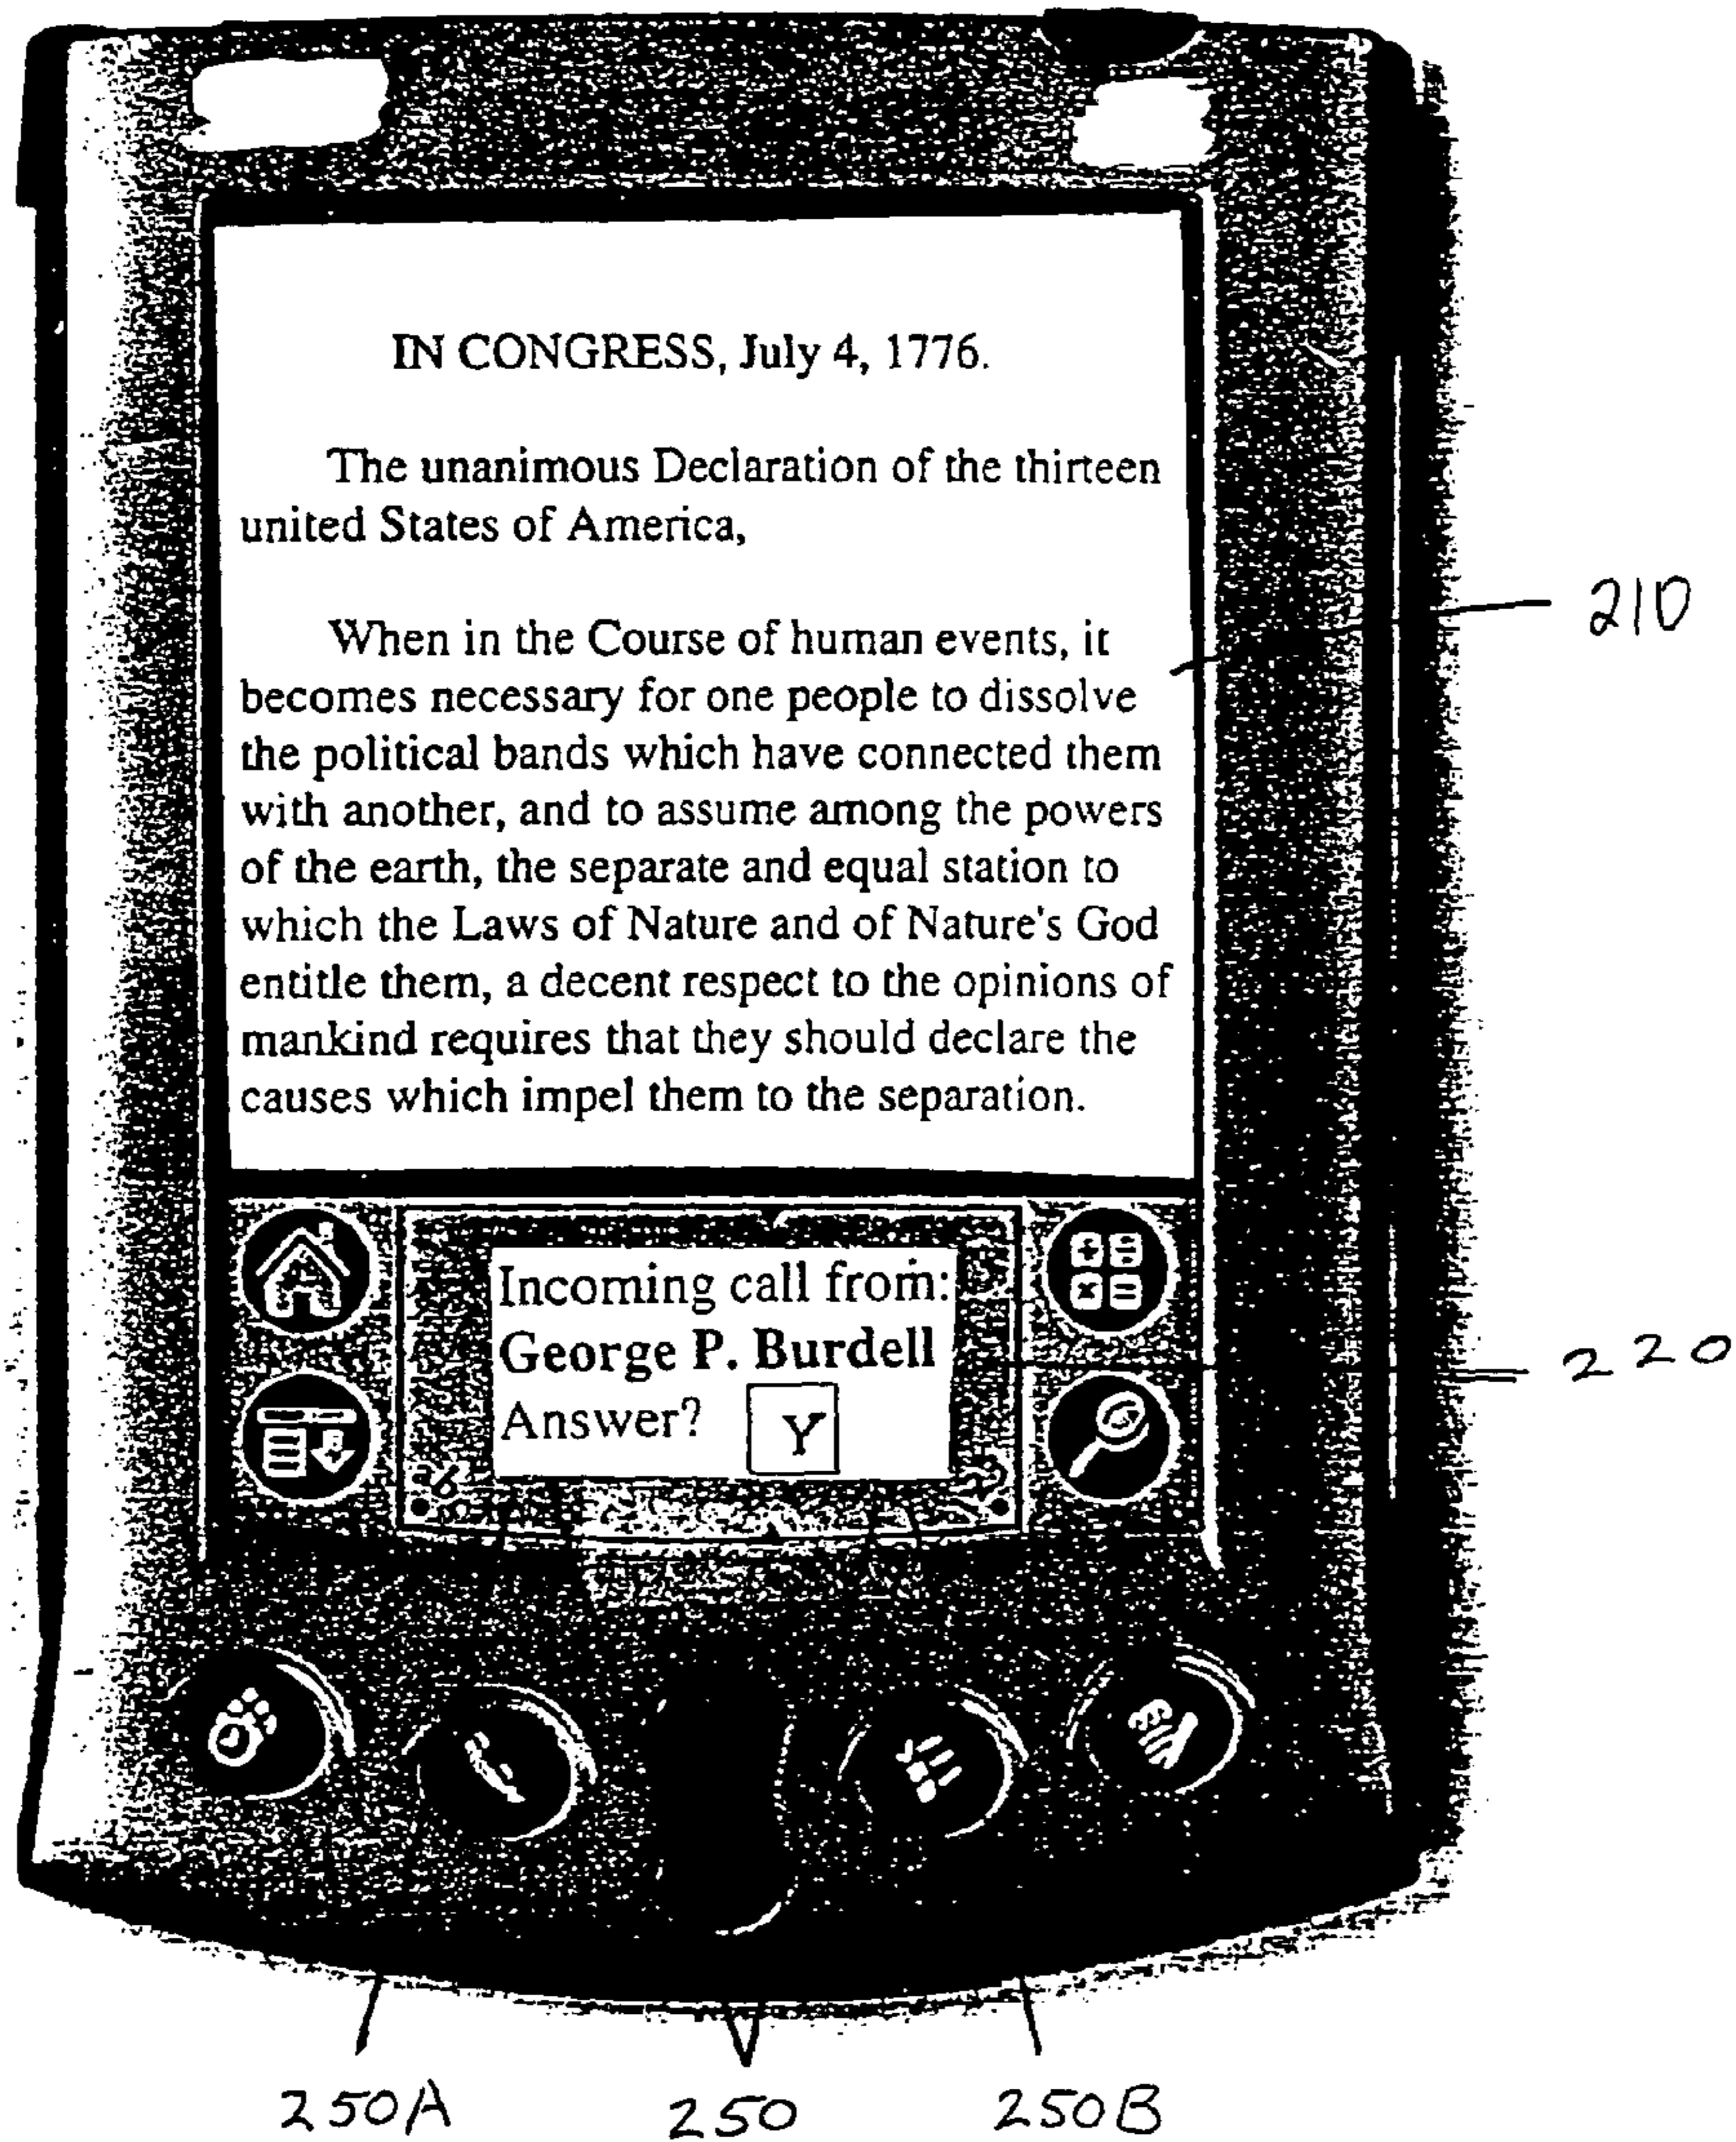 IN CONGRESS, July 4, 1776.
The unanimous Declaration of the thirteen
united States of America,
When in the Course of human events, it
becomes necessary for one people to dissolve
the political bands which have connected them
with another, and to assume among the powers
of the earth, the separate and equal station to
which the Laws of Nature and of Nature's God
entitle them, a decent respect to the opinions of
mankind requires that they should declare the
causes which impel them to the separation.
210
Incoming call from:
George P. Burdell
Answer? Y
220
250A 250 250B